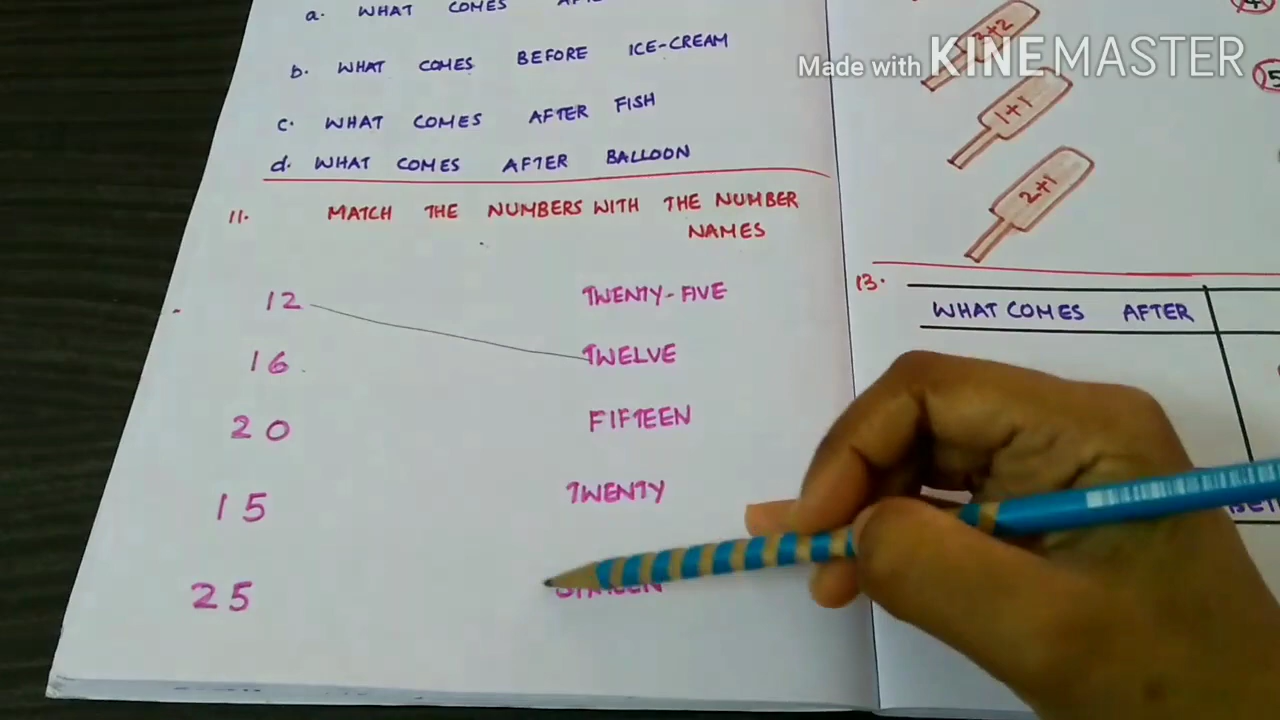 a. WHAT COMES
b. WHAT COMES BEFORE ICE-CREAM
c. WHAT COMES AFTER FISH
d. WHAT COMES AFTER BALLOON
11. MATCH THE NUMBERS WITH THE NUMBER
NAMES
12 TWENTY-FIVE
16 TWELVE
20 FIFTEEN
15 TWENTY
25
3+2
1+1
2+1
Made with KINEMASTER
13.
WHAT COMES AFTER